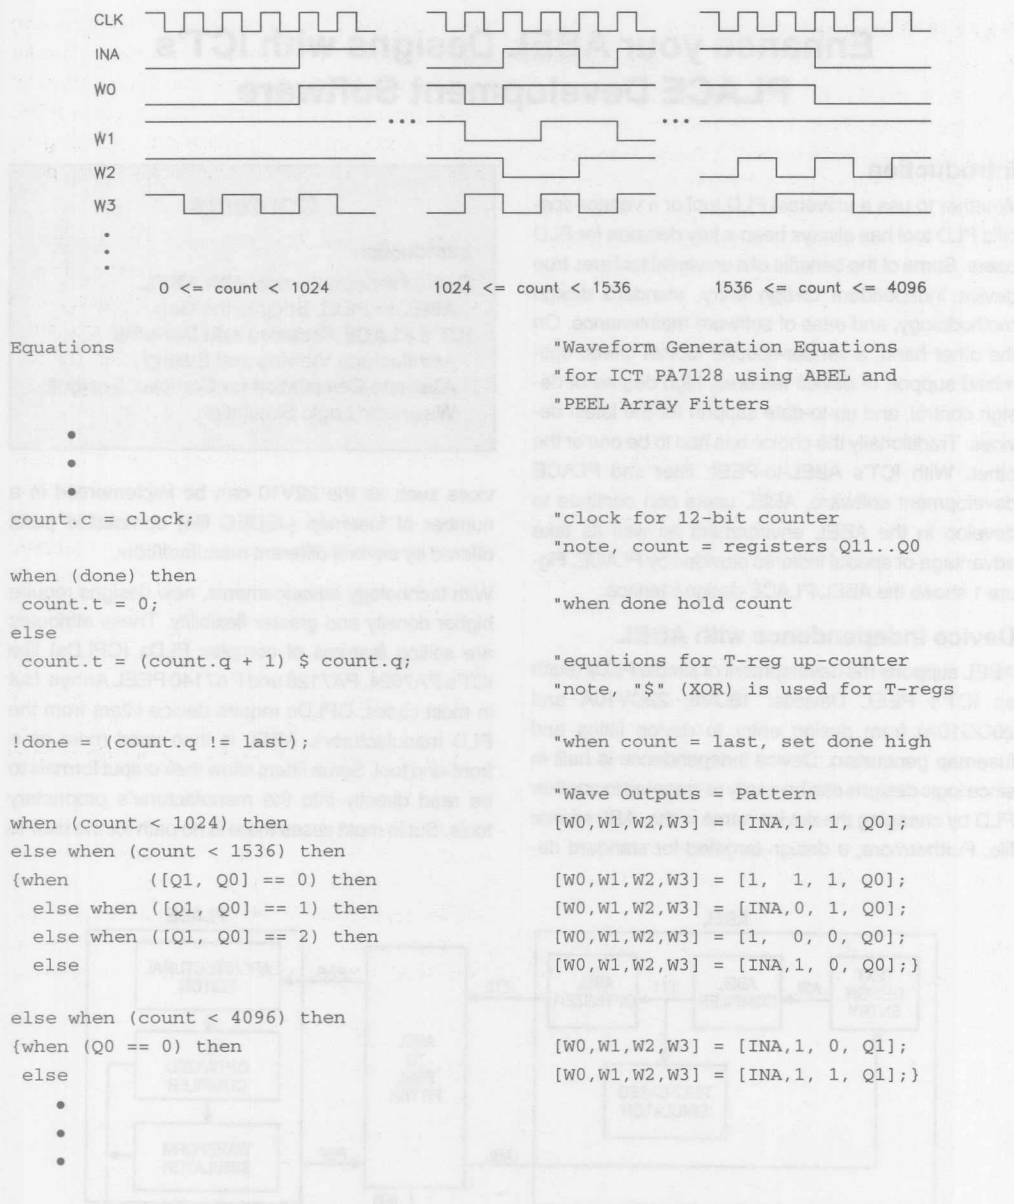 CLK
INA
W0
W1
W2
W3
0 <= count < 1024    1024 <= count < 1536    1536 <= count <= 4096
Equations    "Waveform Generation Equations
"for ICT PA7128 using ABEL and
"PEEL Array Fitters
count.c = clock;    "clock for 12-bit counter
"note, count = registers Q11..Q0
when (done) then
count.t = 0;    "when done hold count
else
count.t = (count.q + 1) $ count.q;    "equations for T-reg up-counter
"note, "$" (XOR) is used for T-regs
!done = (count.q != last);    "when count = last, set done high
"Wave Outputs = Pattern
when (count < 1024) then    [W0,W1,W2,W3] = [INA,1, 1, Q0];
else when (count < 1536) then
{when ([Q1, Q0] == 0) then    [W0,W1,W2,W3] = [1, 1, 1, Q0];
else when ([Q1, Q0] == 1) then    [W0,W1,W2,W3] = [INA,0, 1, Q0];
else when ([Q1, Q0] == 2) then    [W0,W1,W2,W3] = [1, 0, 0, Q0];
else    [W0,W1,W2,W3] = [INA,1, 0, Q0];}
else when (count < 4096) then
{when (Q0 == 0) then    [W0,W1,W2,W3] = [INA,1, 0, Q1];
else    [W0,W1,W2,W3] = [INA,1, 1, Q1];}